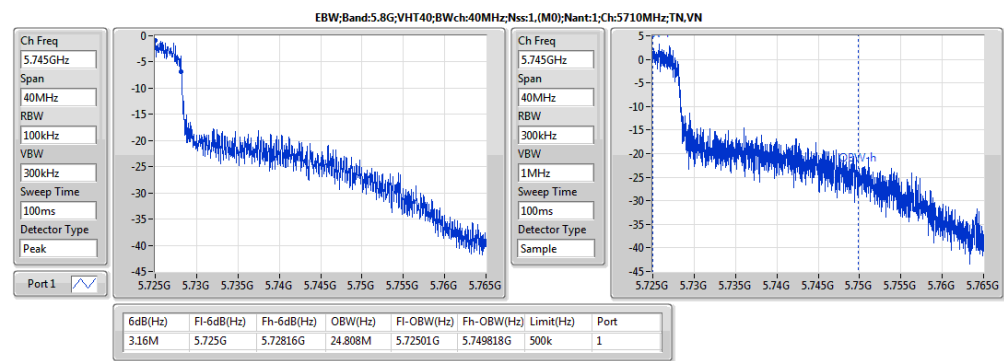 EBW;Band:5.8G;VHT40;BWch:40MHz;Nss:1,(M0);Nant:1;Ch:5710MHz;TN,VN
Ch Freq
5.745GHz
Span
40MHz
RBW
100kHz
VBW
300kHz
Sweep Time
100ms
Detector Type
Peak
Port 1
0
-5
-10
-15
-20
-25
-30
-35
-40
-45
5.725G 5.73G 5.735G 5.74G 5.745G 5.75G 5.755G 5.76G 5.765G
Ch Freq
5.745GHz
Span
40MHz
RBW
300kHz
VBW
1MHz
Sweep Time
100ms
Detector Type
Sample
5
0
-5
-10
-15
-20
-25
-30
-35
-40
-45
OBW-h
5.725G 5.73G 5.735G 5.74G 5.745G 5.75G 5.755G 5.76G 5.765G
6dB(Hz) Fl-6dB(Hz) Fh-6dB(Hz) OBW(Hz) Fl-OBW(Hz) Fh-OBW(Hz) Limit(Hz) Port
3.16M 5.725G 5.72816G 24.808M 5.72501G 5.749818G 500k 1